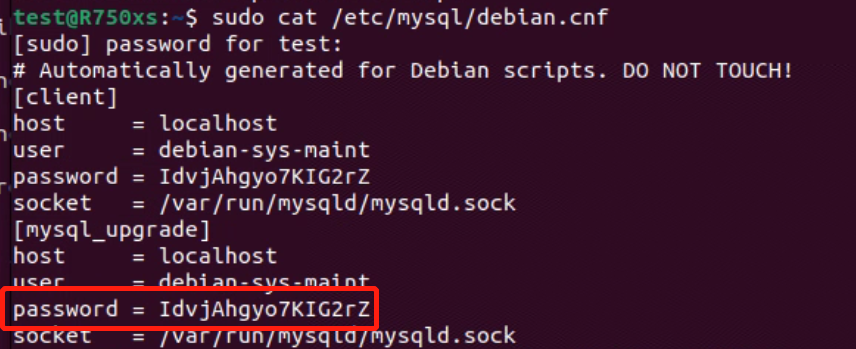 test@R750xs:~$ sudo cat /etc/mysql/debian.cnf
[sudo] password for test:
# Automatically generated for Debian scripts. DO NOT TOUCH!
[client]
host     = localhost
user     = debian-sys-maint
password = IdvjAhgyo7KIG2rZ
socket   = /var/run/mysqld/mysqld.sock
[mysql_upgrade]
host     = localhost
user     = debian-sys-maint
password = IdvjAhgyo7KIG2rZ
socket   = /var/run/mysqld/mysqld.sock